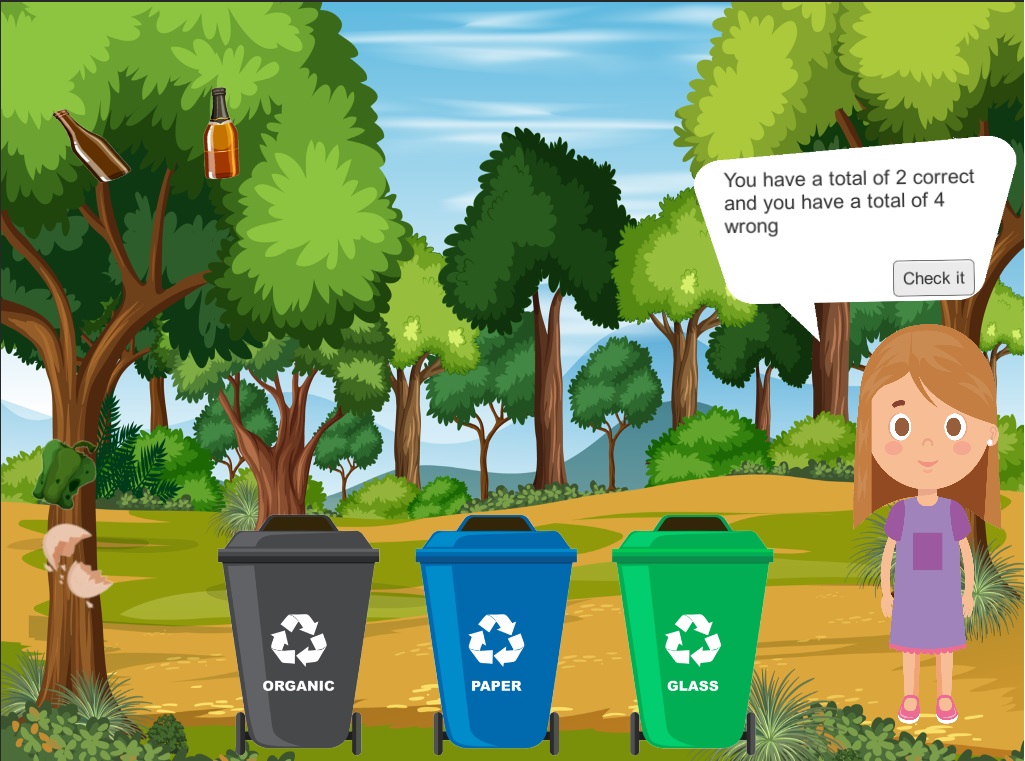 You have a total of 2 correct
and you have a total of 4
wrong
Check it
ORGANIC
PAPER
GLASS